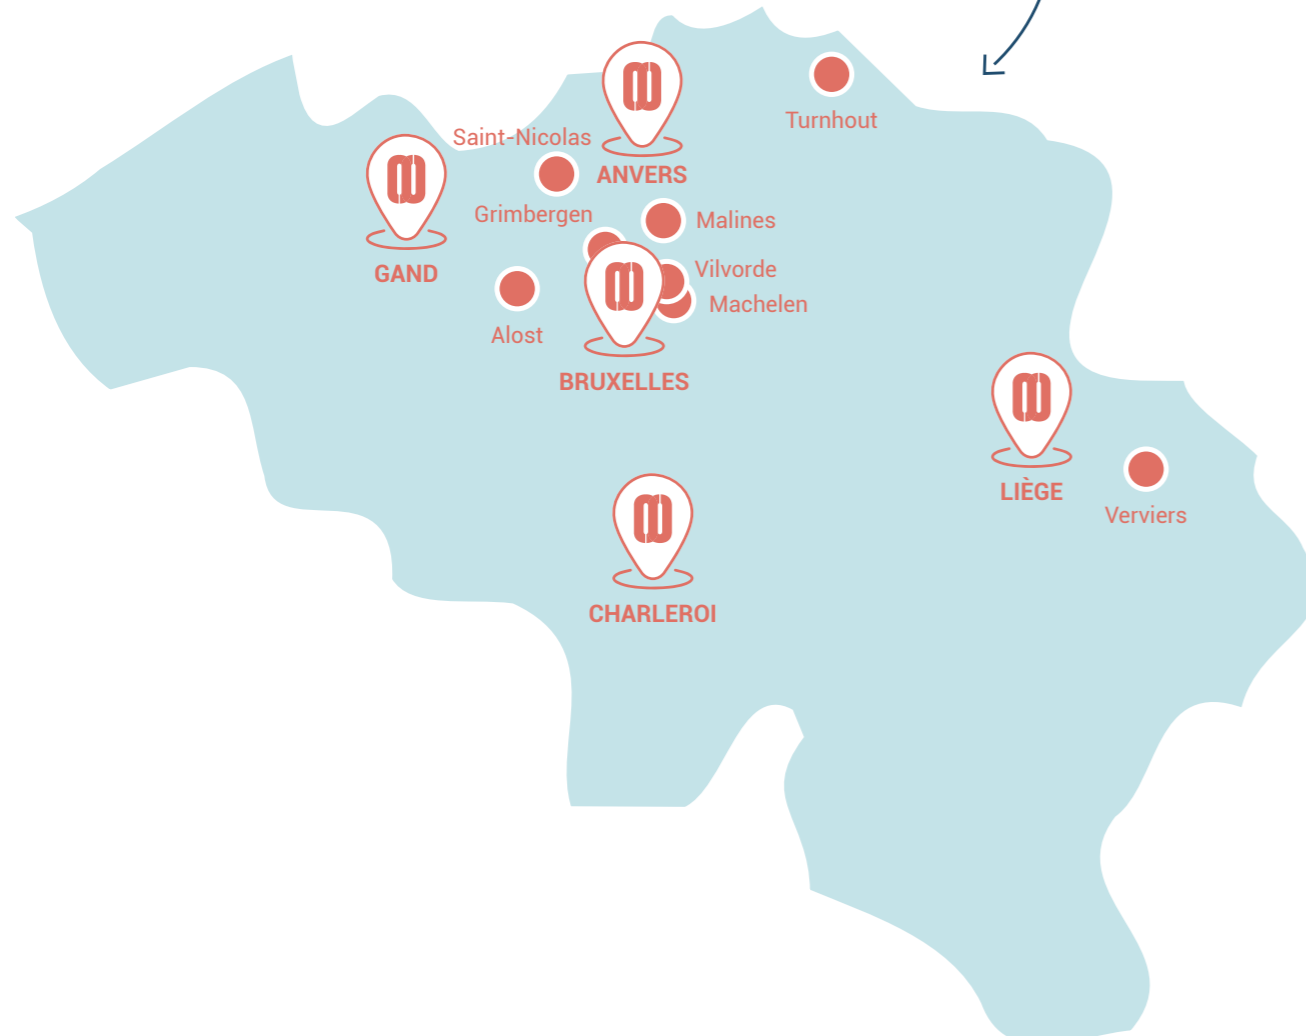 Turnhout
Saint-Nicolas
ANVERS
Grimbergen
Malines
GAND
Vilvorde
Machelen
Alost
BRUXELLES
LIÈGE
Verviers
CHARLEROI